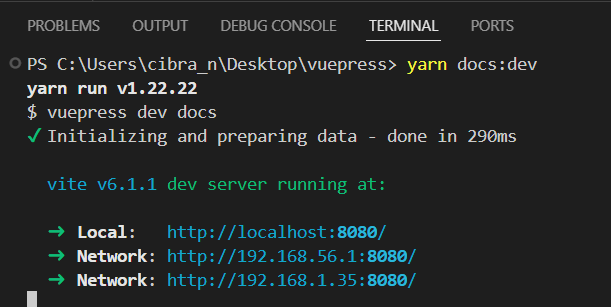 PROBLEMS OUTPUT DEBUG CONSOLE TERMINAL PORTS
PS C:\Users\cibra_n\Desktop\vuepress> yarn docs:dev
yarn run v1.22.22
$ vuepress dev docs
✓ Initializing and preparing data - done in 290ms
vite v6.1.1 dev server running at:
➜ Local: http://localhost:8080/
➜ Network: http://192.168.56.1:8080/
➜ Network: http://192.168.1.35:8080/